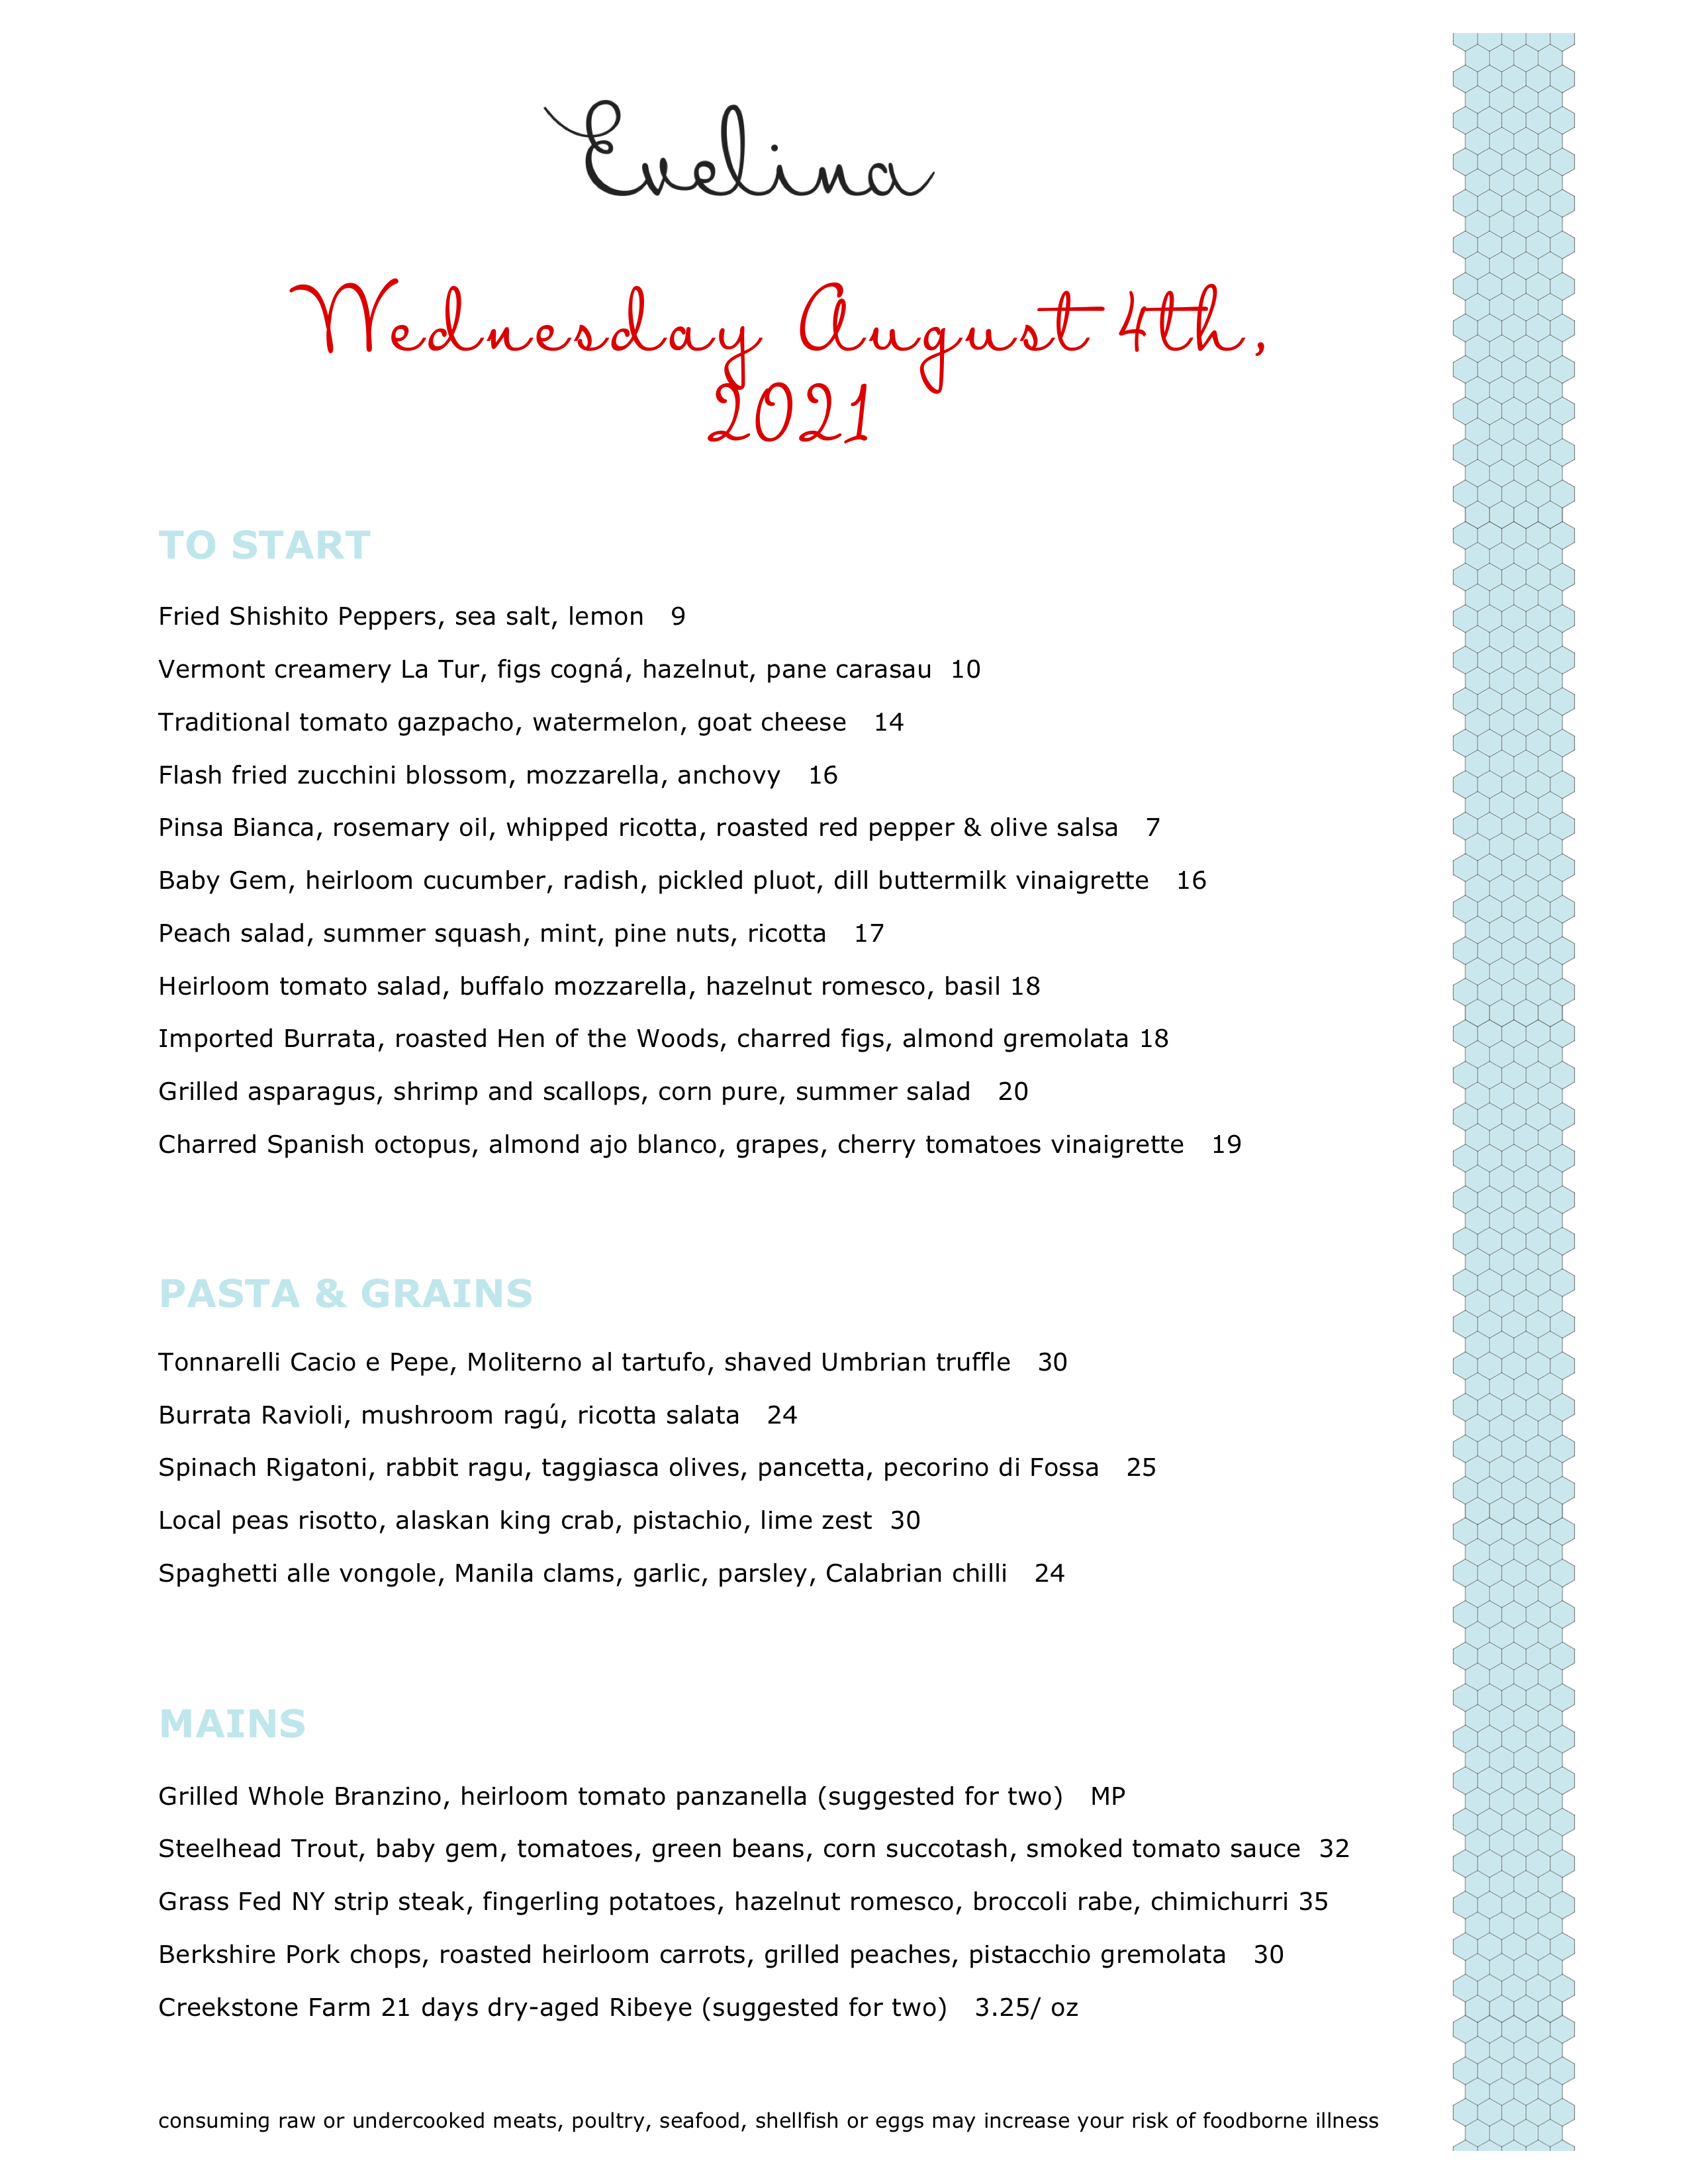 Evelina
Wednesday August 4th,
2021
TO START
Fried Shishito Peppers, sea salt, lemon 9
Vermont creamery La Tur, figs cogná, hazelnut, pane carasau 10
Traditional tomato gazpacho, watermelon, goat cheese 14
Flash fried zucchini blossom, mozzarella, anchovy 16
Pinsa Bianca, rosemary oil, whipped ricotta, roasted red pepper & olive salsa 7
Baby Gem, heirloom cucumber, radish, pickled pluot, dill buttermilk vinaigrette 16
Peach salad, summer squash, mint, pine nuts, ricotta 17
Heirloom tomato salad, buffalo mozzarella, hazelnut romesco, basil 18
Imported Burrata, roasted Hen of the Woods, charred figs, almond gremolata 18
Grilled asparagus, shrimp and scallops, corn pure, summer salad 20
Charred Spanish octopus, almond ajo blanco, grapes, cherry tomatoes vinaigrette 19
PASTA & GRAINS
Tonnarelli Cacio e Pepe, Moliterno al tartufo, shaved Umbrian truffle 30
Burrata Ravioli, mushroom ragú, ricotta salata 24
Spinach Rigatoni, rabbit ragu, taggiasca olives, pancetta, pecorino di Fossa 25
Local peas risotto, alaskan king crab, pistachio, lime zest 30
Spaghetti alle vongole, Manila clams, garlic, parsley, Calabrian chilli 24
MAINS
Grilled Whole Branzino, heirloom tomato panzanella (suggested for two) MP
Steelhead Trout, baby gem, tomatoes, green beans, corn succotash, smoked tomato sauce 32
Grass Fed NY strip steak, fingerling potatoes, hazelnut romesco, broccoli rabe, chimichurri 35
Berkshire Pork chops, roasted heirloom carrots, grilled peaches, pistacchio gremolata 30
Creekstone Farm 21 days dry-aged Ribeye (suggested for two) 3.25/ oz
consuming raw or undercooked meats, poultry, seafood, shellfish or eggs may increase your risk of foodborne illness